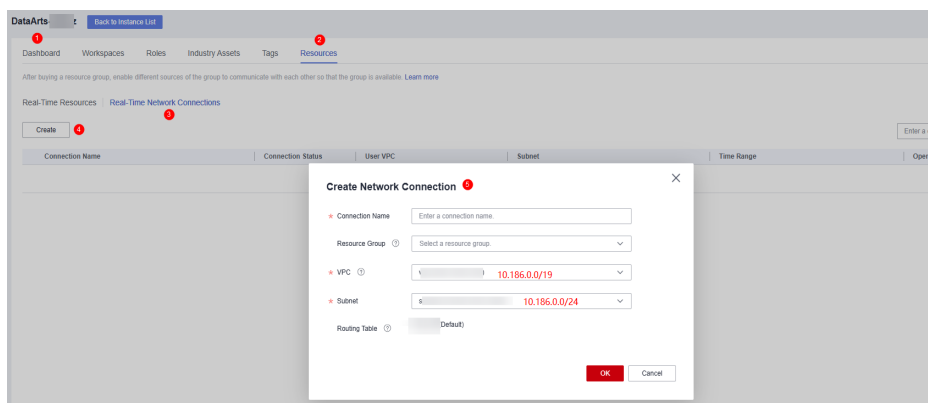 DataArts- z Back to Instance List
1 2
Dashboard Workspaces Roles Industry Assets Tags Resources
After buying a resource group, enable different sources of the group to communicate with each other so that the group is available. Learn more
Real-Time Resources Real-Time Network Connections
3
Create 4 Enter a
Connection Name Connection Status User VPC Subnet Time Range Oper
Create Network Connection 5
* Connection Name Enter a connection name.
Resource Group ? Select a resource group.
* VPC ? 10.186.0.0/19
* Subnet s 10.186.0.0/24
Routing Table ? Default)
OK Cancel